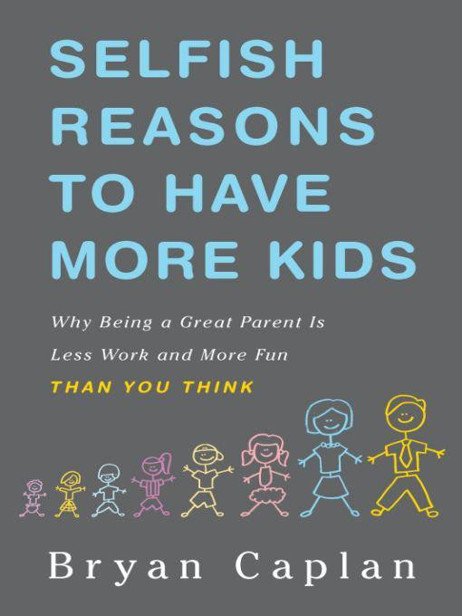 SELFISH
REASONS
TO HAVE
MORE KIDS
Why Being a Great Parent Is
Less Work and More Fun
THAN YOU THINK
Bryan Caplan